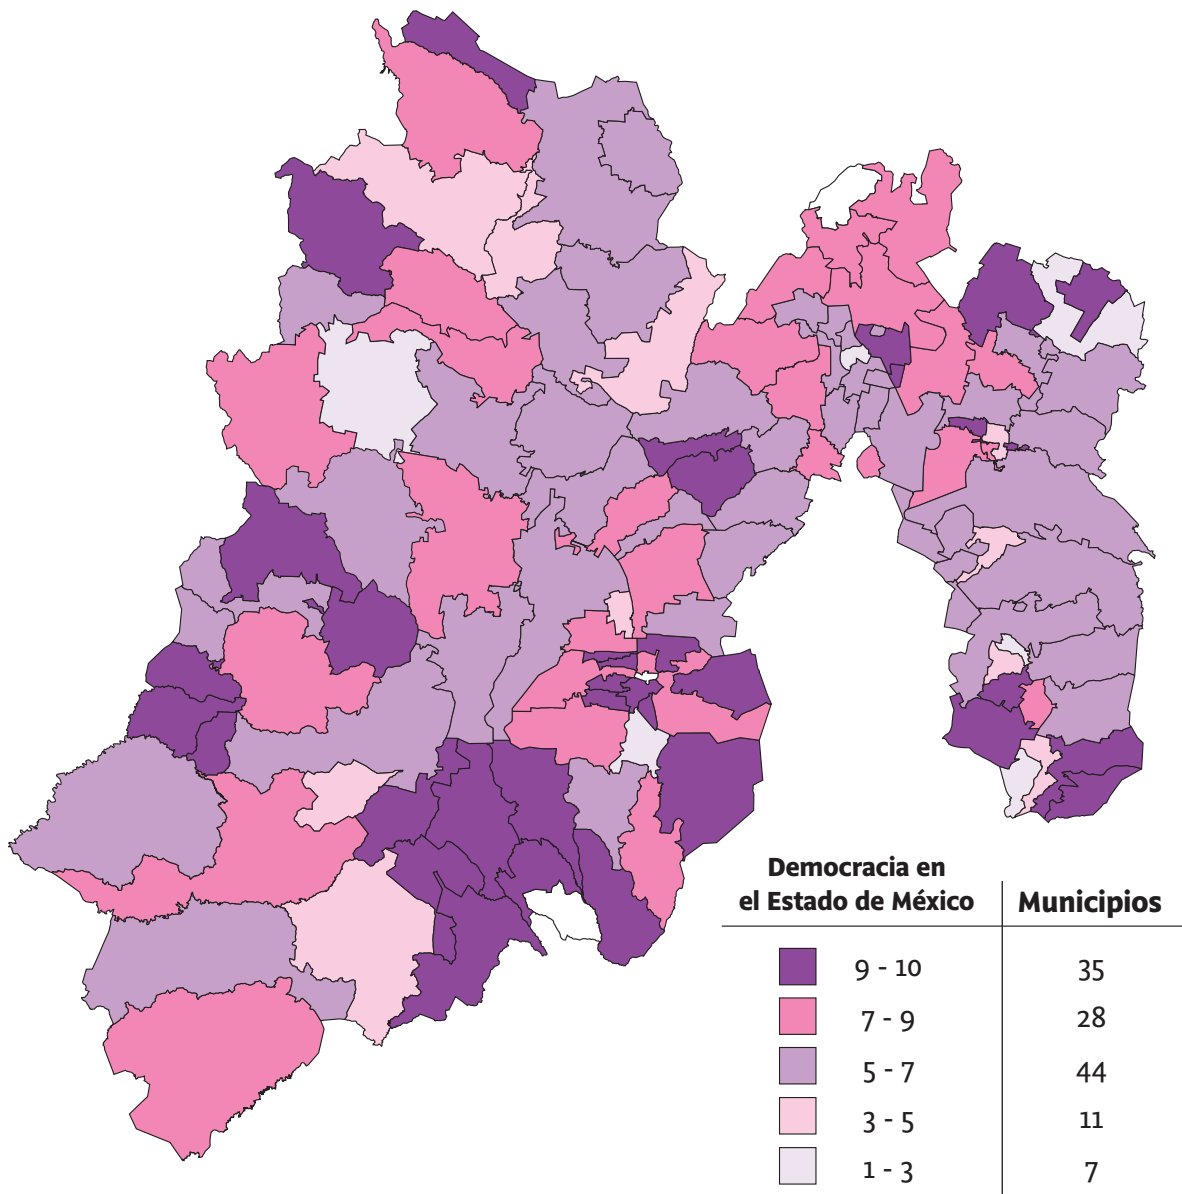 Democracia en
el Estado de México Municipios
9 - 10 35
7 - 9 28
5 - 7 44
3 - 5 11
1 - 3 7